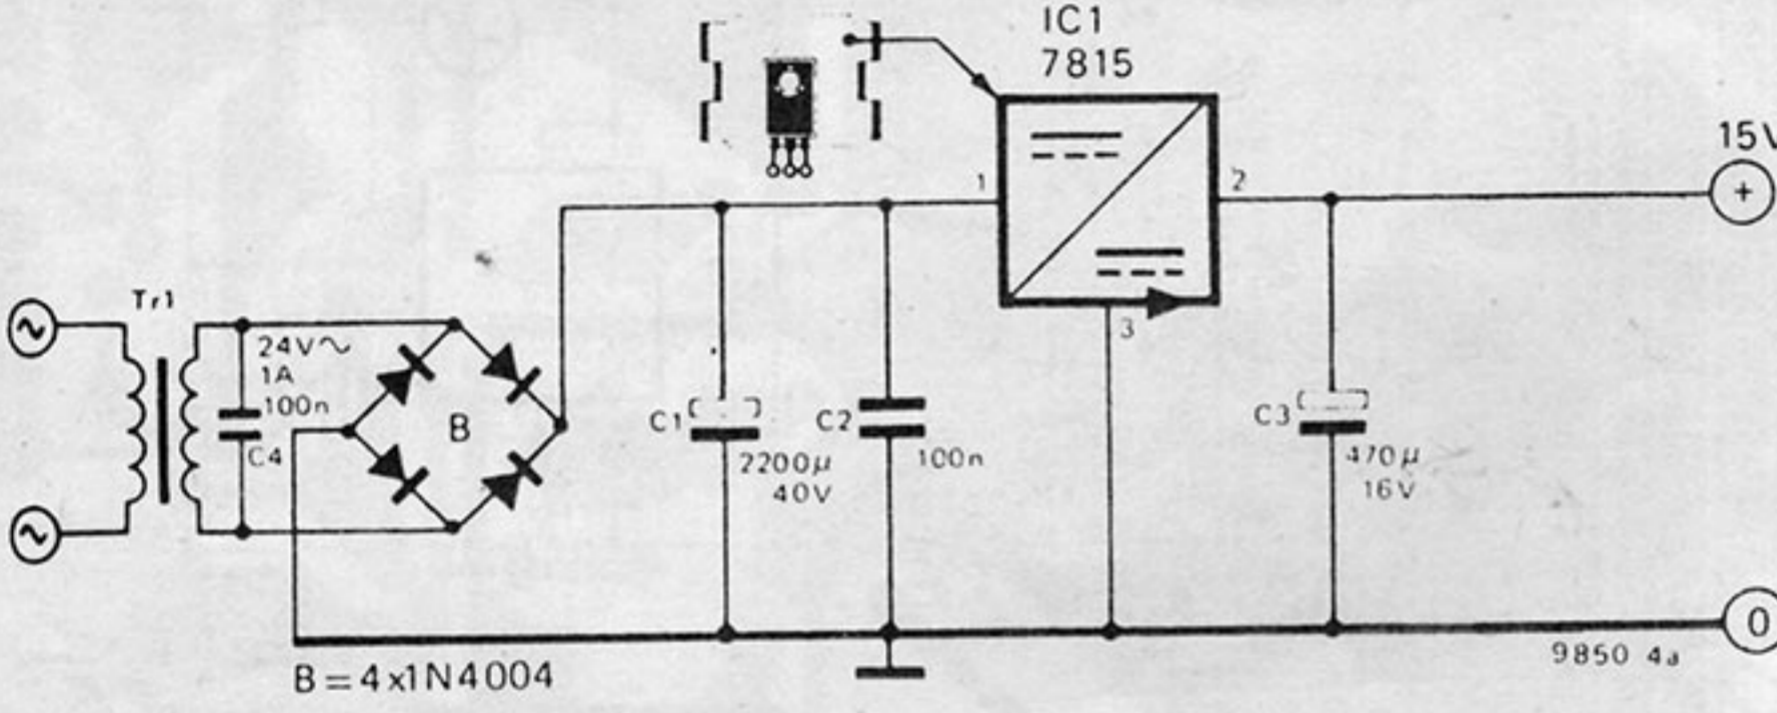 IC1
7815
15V
+
1
2
3
Tr1
24V~
1A
100n
C4
B
C1
2200µ
40V
C2
100n
C3
470µ
16V
0
9850 4a
B = 4x1N4004